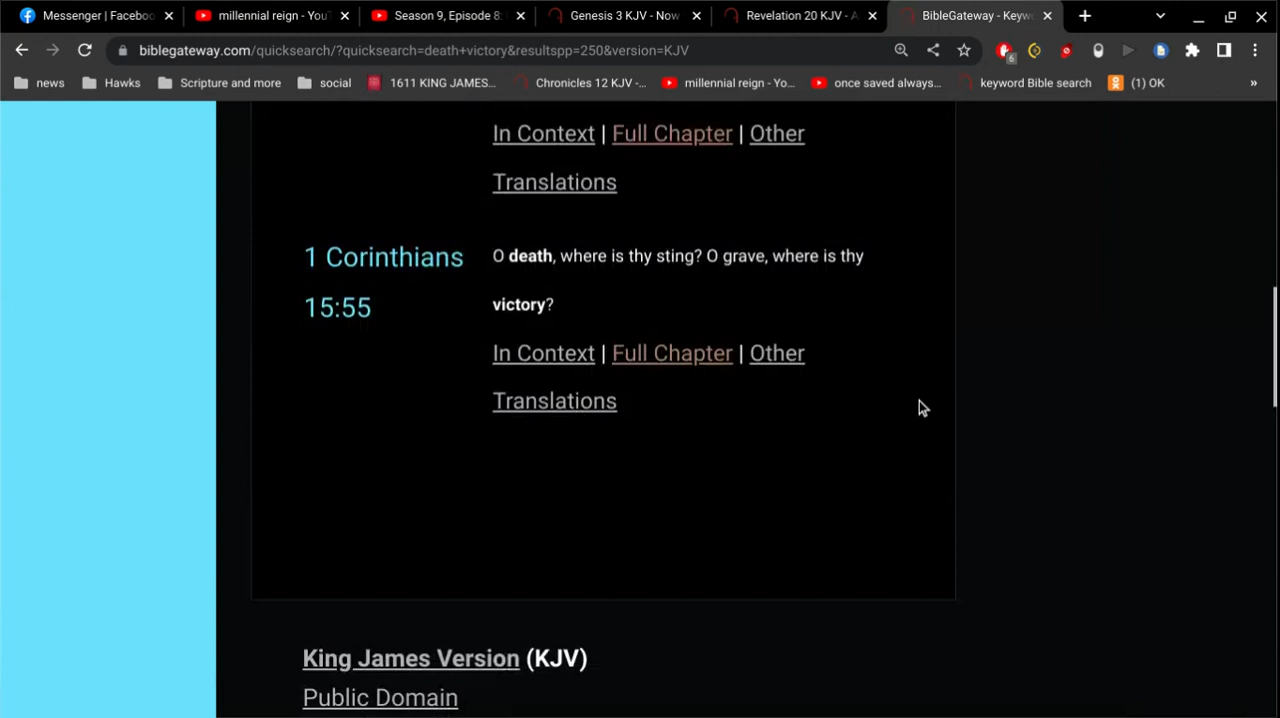 Messenger | Faceboo
millennial reign - YouT
Season 9, Episode 8:
Genesis 3 KJV - Now
Revelation 20 KJV - A
BibleGateway - Keyw
biblegateway.com/quicksearch/?quicksearch=death+victory&resultspp=250&version=KJV
6
news
Hawks
Scripture and more
social
1611 KING JAMES...
Chronicles 12 KJV -...
millennial reign - Yo...
once saved always...
keyword Bible search
(1) OK
»
In Context | Full Chapter | Other
Translations
1 Corinthians
15:55
O death, where is thy sting? O grave, where is thy
victory?
In Context | Full Chapter | Other
Translations
King James Version (KJV)
Public Domain